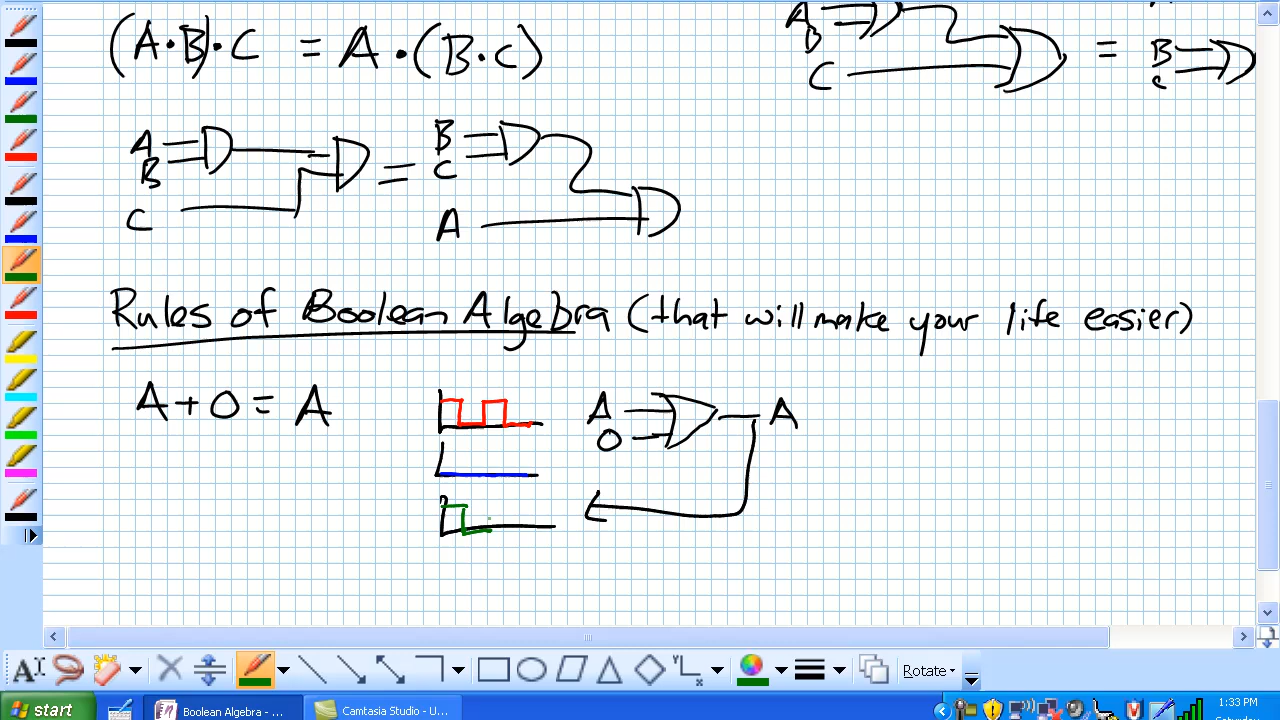 (A·B)·C = A·(B·C)
A
B
C
=
B
C
A
B
C
=
B
C
A
Rules of Boolean Algebra (that will make your life easier)
A + 0 = A
A
0
A
A
Rotate
start
Boolean Algebra - ...
Camtasia Studio - U...
1:33 PM